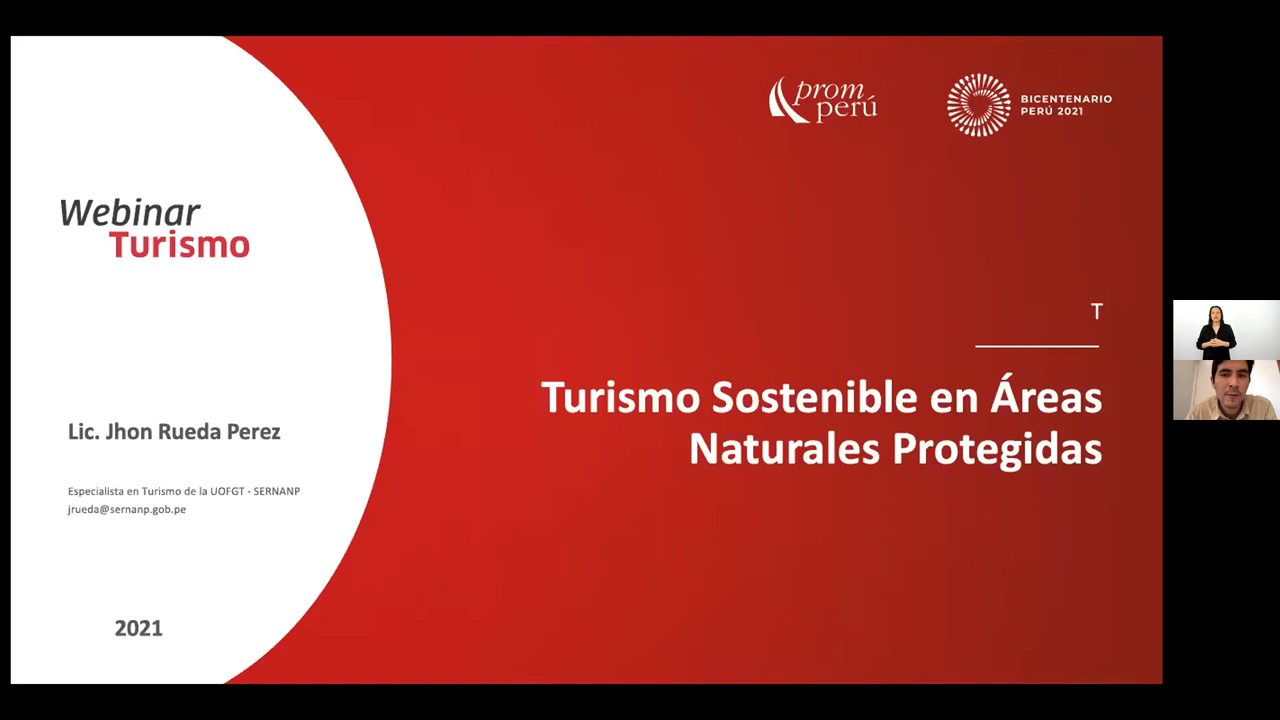 prom
perú
BICENTENARIO
PERÚ 2021
Webinar
Turismo
T
Turismo Sostenible en Áreas
Naturales Protegidas
Lic. Jhon Rueda Perez
Especialista en Turismo de la UOFGT - SERNANP
jrueda@sernanp.gob.pe
2021